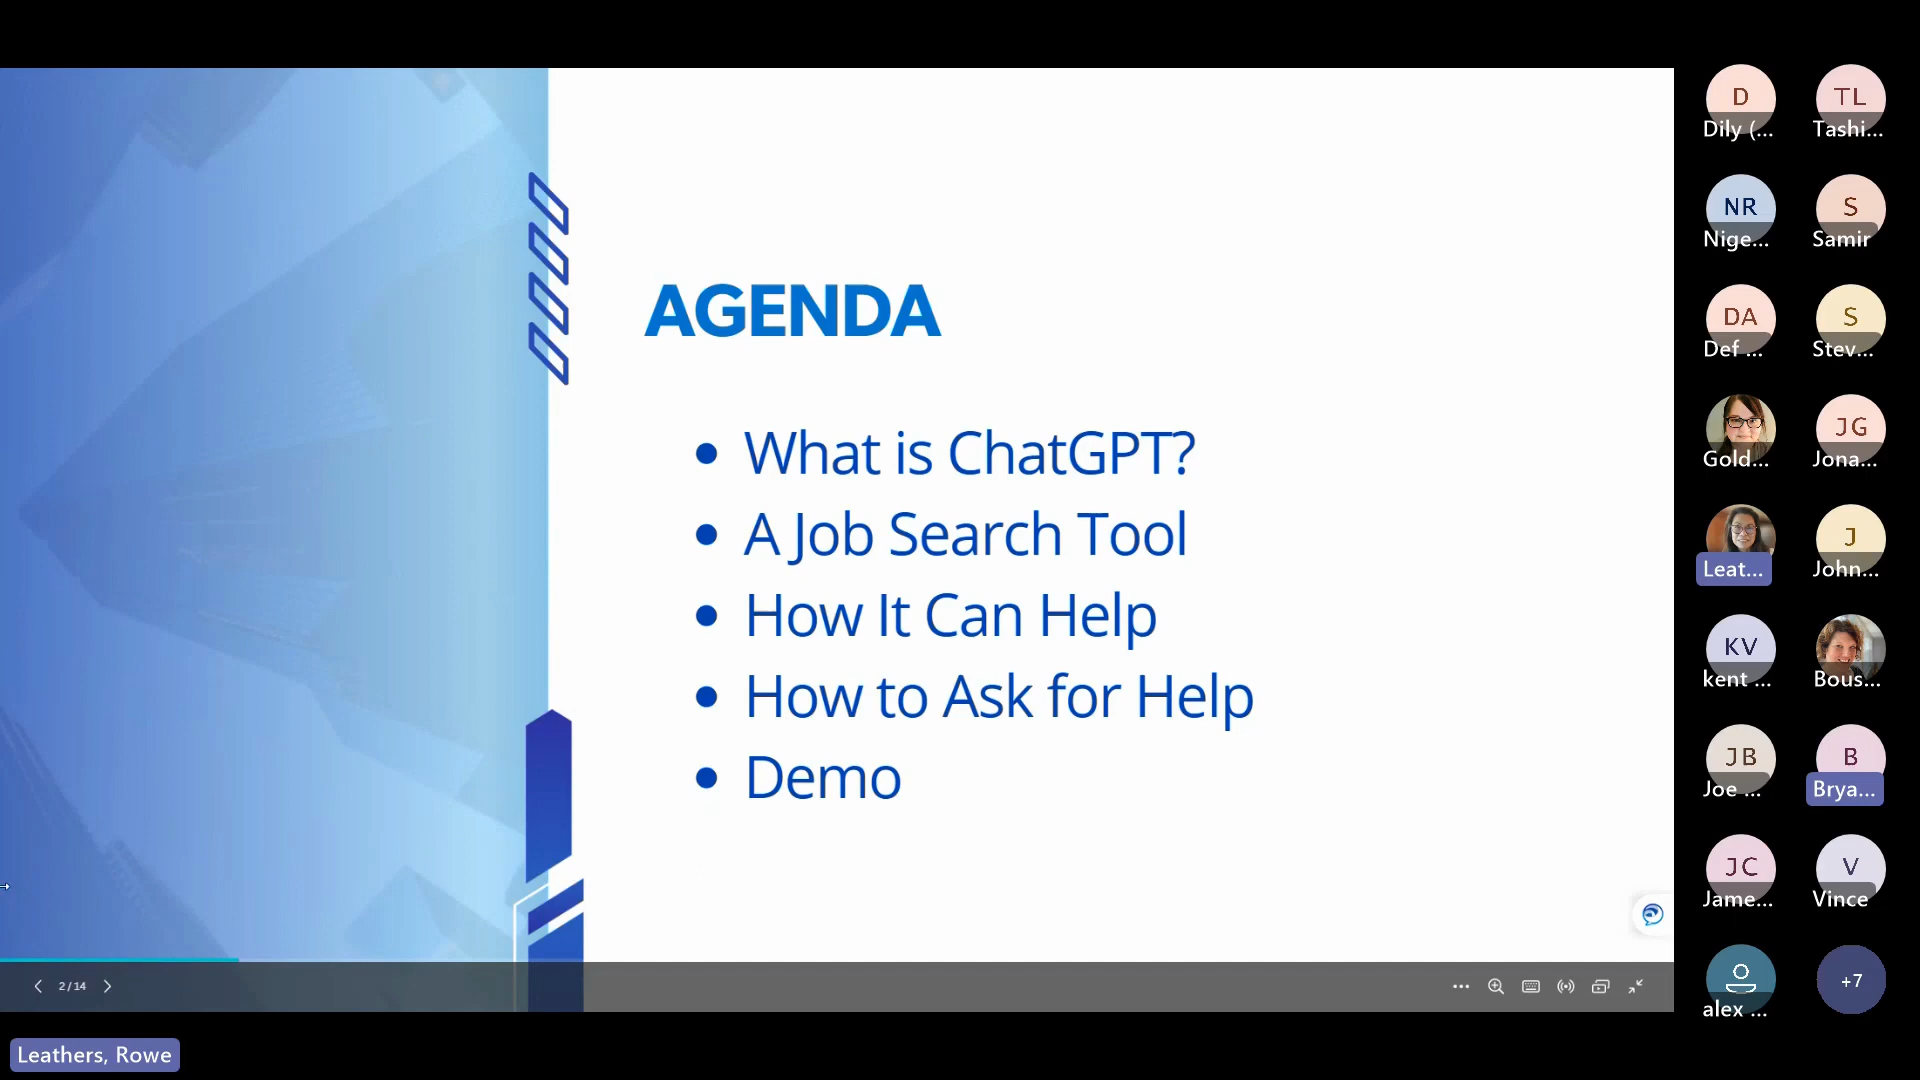 AGENDA
What is ChatGPT?
A Job Search Tool
How It Can Help
How to Ask for Help
Demo
2/14
Leathers, Rowe
D
Dily (...
TL
Tashi...
NR
Nige...
S
Samir
DA
Def ...
S
Stev...
Gold...
JG
Jona...
Leat...
J
John...
KV
kent ...
Bous...
JB
Joe ...
B
Brya...
JC
Jame...
V
Vince
alex ...
+7